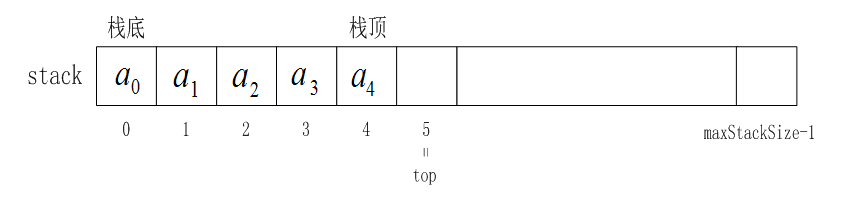 栈底 栈顶
stack a₀ a₁ a₂ a₃ a₄
0 1 2 3 4 5 maxStackSize-1
=
top